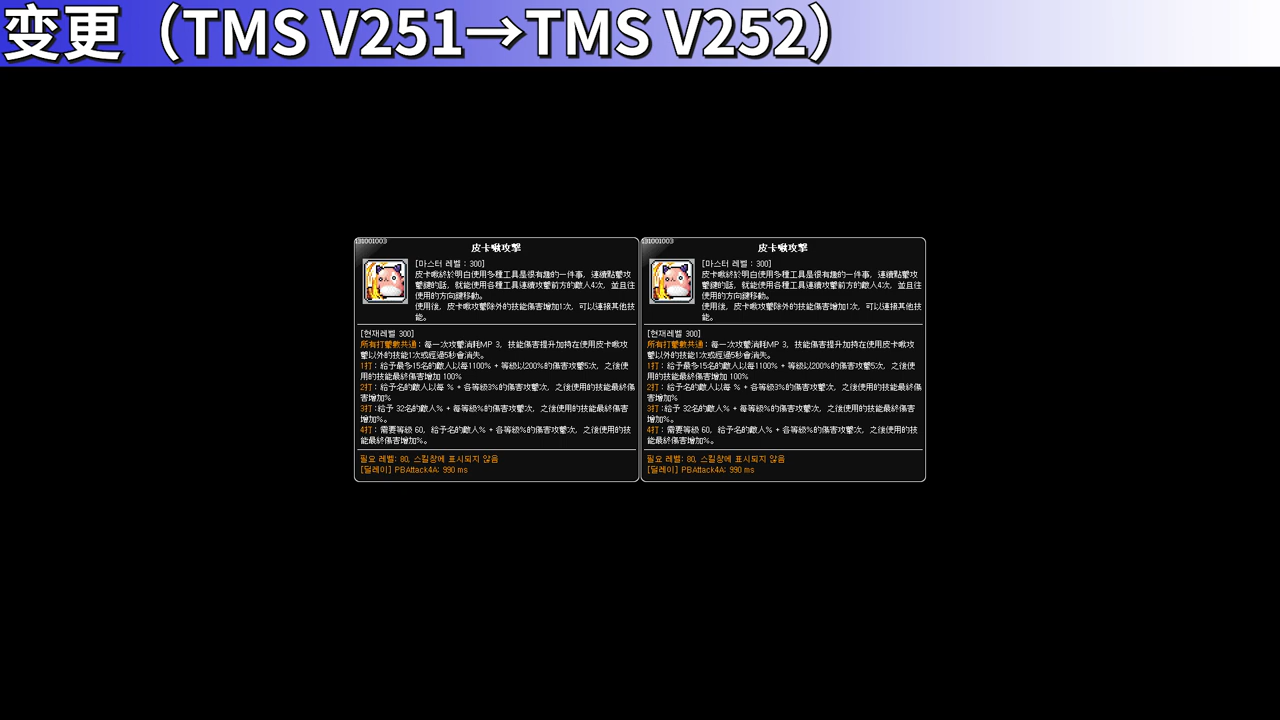 变更（TMS V251→TMS V252）
131001003
皮卡啾攻擊
[마스터 레벨 : 300]
皮卡啾終於明白使用多種工具是很有趣的一件事，連續點擊攻
擊鍵的話，就能使用各種工具連續攻擊前方的敵人4次，並且往
使用的方向鍵移動。
使用後，皮卡啾攻擊除外的技能傷害增加1次，可以連接其他技
能。
[현재레벨 300]
所有打擊數共通：每一次攻擊消耗MP 3，技能傷害提升加持在使用皮卡啾攻
擊以外的技能1次或經過5秒會消失。
1打：給予最多15名的敵人以每1100% + 等級以200%的傷害攻擊5次，之後使
用的技能最終傷害增加 100%
2打：給予名的敵人以每 % + 各等級3%的傷害攻擊次，之後使用的技能最終傷
害增加%
3打 :給予 32名的敵人% + 每等級%的傷害攻擊次，之後使用的技能最終傷害
增加%。
4打：需要等級 60，給予名的敵人% + 各等級%的傷害攻擊次，之後使用的技
能最終傷害增加%。
필요 레벨: 80, 스킬창에 표시되지 않음
[딜레이] PBAttack4A: 990 ms
131001003
皮卡啾攻擊
[마스터 레벨 : 300]
皮卡啾終於明白使用多種工具是很有趣的一件事，連續點擊攻
擊鍵的話，就能使用各種工具連續攻擊前方的敵人4次，並且往
使用的方向鍵移動。
使用後，皮卡啾攻擊除外的技能傷害增加1次，可以連接其他技
能。
[현재레벨 300]
所有打擊數共通：每一次攻擊消耗MP 3，技能傷害提升加持在使用皮卡啾攻
擊以外的技能1次或經過5秒會消失。
1打：給予最多15名的敵人以每1100% + 等級以200%的傷害攻擊5次，之後使
用的技能最終傷害增加 100%
2打：給予名的敵人以每 % + 各等級3%的傷害攻擊次，之後使用的技能最終傷
害增加%
3打 :給予 32名的敵人% + 每等級%的傷害攻擊次，之後使用的技能最終傷害
增加%。
4打：需要等級 60，給予名的敵人% + 各等級%的傷害攻擊次，之後使用的技
能最終傷害增加%。
필요 레벨: 80, 스킬창에 표시되지 않음
[딜레이] PBAttack4A: 990 ms